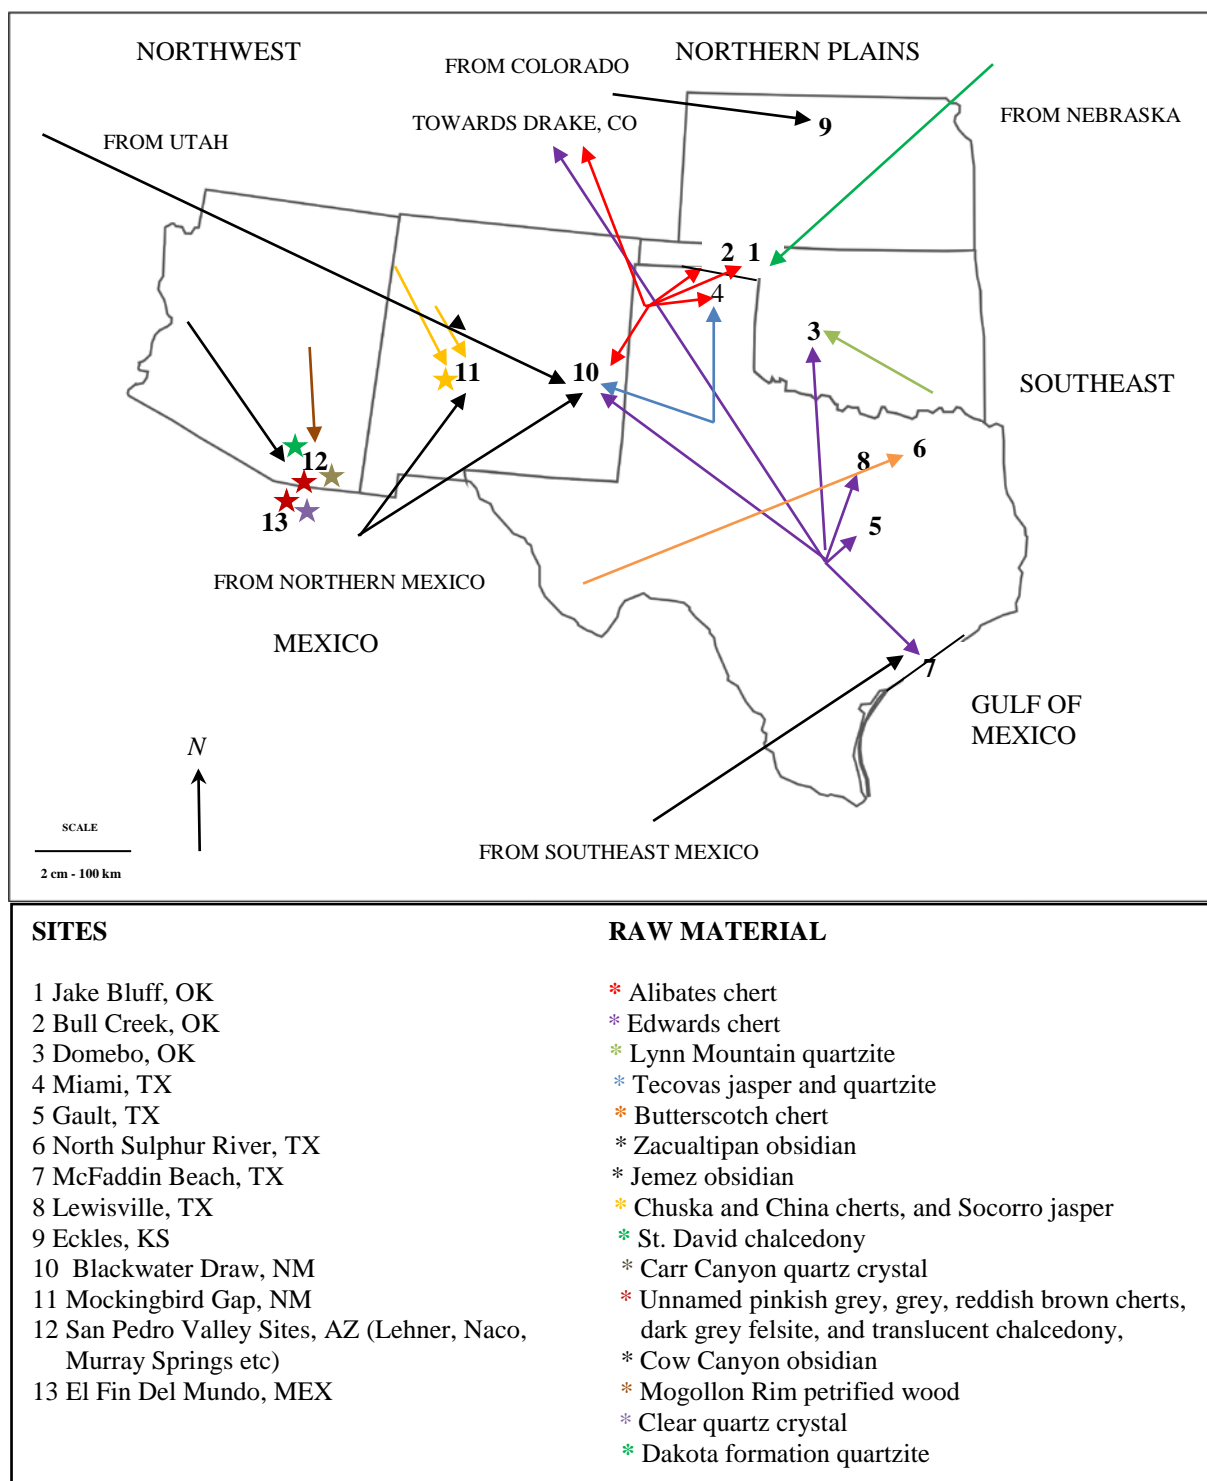 NORTHWEST
NORTHERN PLAINS
FROM COLORADO
FROM NEBRASKA
TOWARDS DRAKE, CO
9
FROM UTAH
2 1
4
3
11
10
SOUTHEAST
6
12
8
13
5
FROM NORTHERN MEXICO
MEXICO
7
GULF OF
MEXICO
N
SCALE
FROM SOUTHEAST MEXICO
2 cm - 100 km
SITES
1 Jake Bluff, OK
2 Bull Creek, OK
3 Domebo, OK
4 Miami, TX
5 Gault, TX
6 North Sulphur River, TX
7 McFaddin Beach, TX
8 Lewisville, TX
9 Eckles, KS
10 Blackwater Draw, NM
11 Mockingbird Gap, NM
12 San Pedro Valley Sites, AZ (Lehner, Naco,
Murray Springs etc)
13 El Fin Del Mundo, MEX
RAW MATERIAL
* Alibates chert
* Edwards chert
* Lynn Mountain quartzite
* Tecovas jasper and quartzite
* Butterscotch chert
* Zacualtipan obsidian
* Jemez obsidian
* Chuska and China cherts, and Socorro jasper
* St. David chalcedony
* Carr Canyon quartz crystal
* Unnamed pinkish grey, grey, reddish brown cherts,
dark grey felsite, and translucent chalcedony,
* Cow Canyon obsidian
* Mogollon Rim petrified wood
* Clear quartz crystal
* Dakota formation quartzite